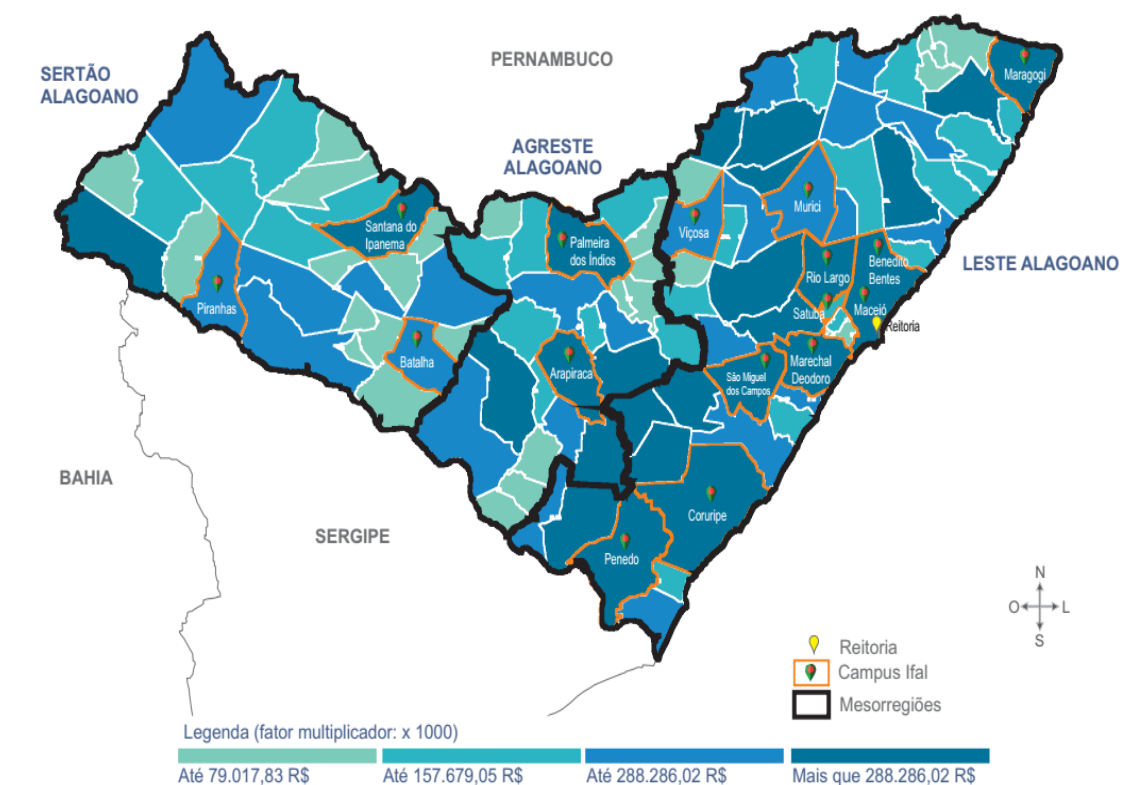 PERNAMBUCO
SERTÃO
ALAGOANO
Maragogi
AGRESTE
ALAGOANO
Murici
Viçosa
Santana do
Ipanema
Palmeira
dos Índios
Benedito
Bentes
LESTE ALAGOANO
Rio Largo
Piranhas
Satuba
Maceió
Reitoria
Batalha
Arapiraca
Marechal
Deodoro
São Miguel
dos Campos
BAHIA
SERGIPE
Coruripe
Penedo
N
O
L
S
Reitoria
Campus Ifal
Mesorregiões
Legenda (fator multiplicador: x 1000)
Até 79.017,83 R$
Até 157.679,05 R$
Até 288.286,02 R$
Mais que 288.286,02 R$